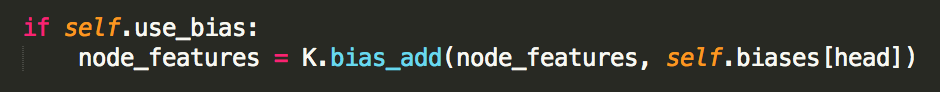 if self.use_bias:
    node_features = K.bias_add(node_features, self.biases[head])